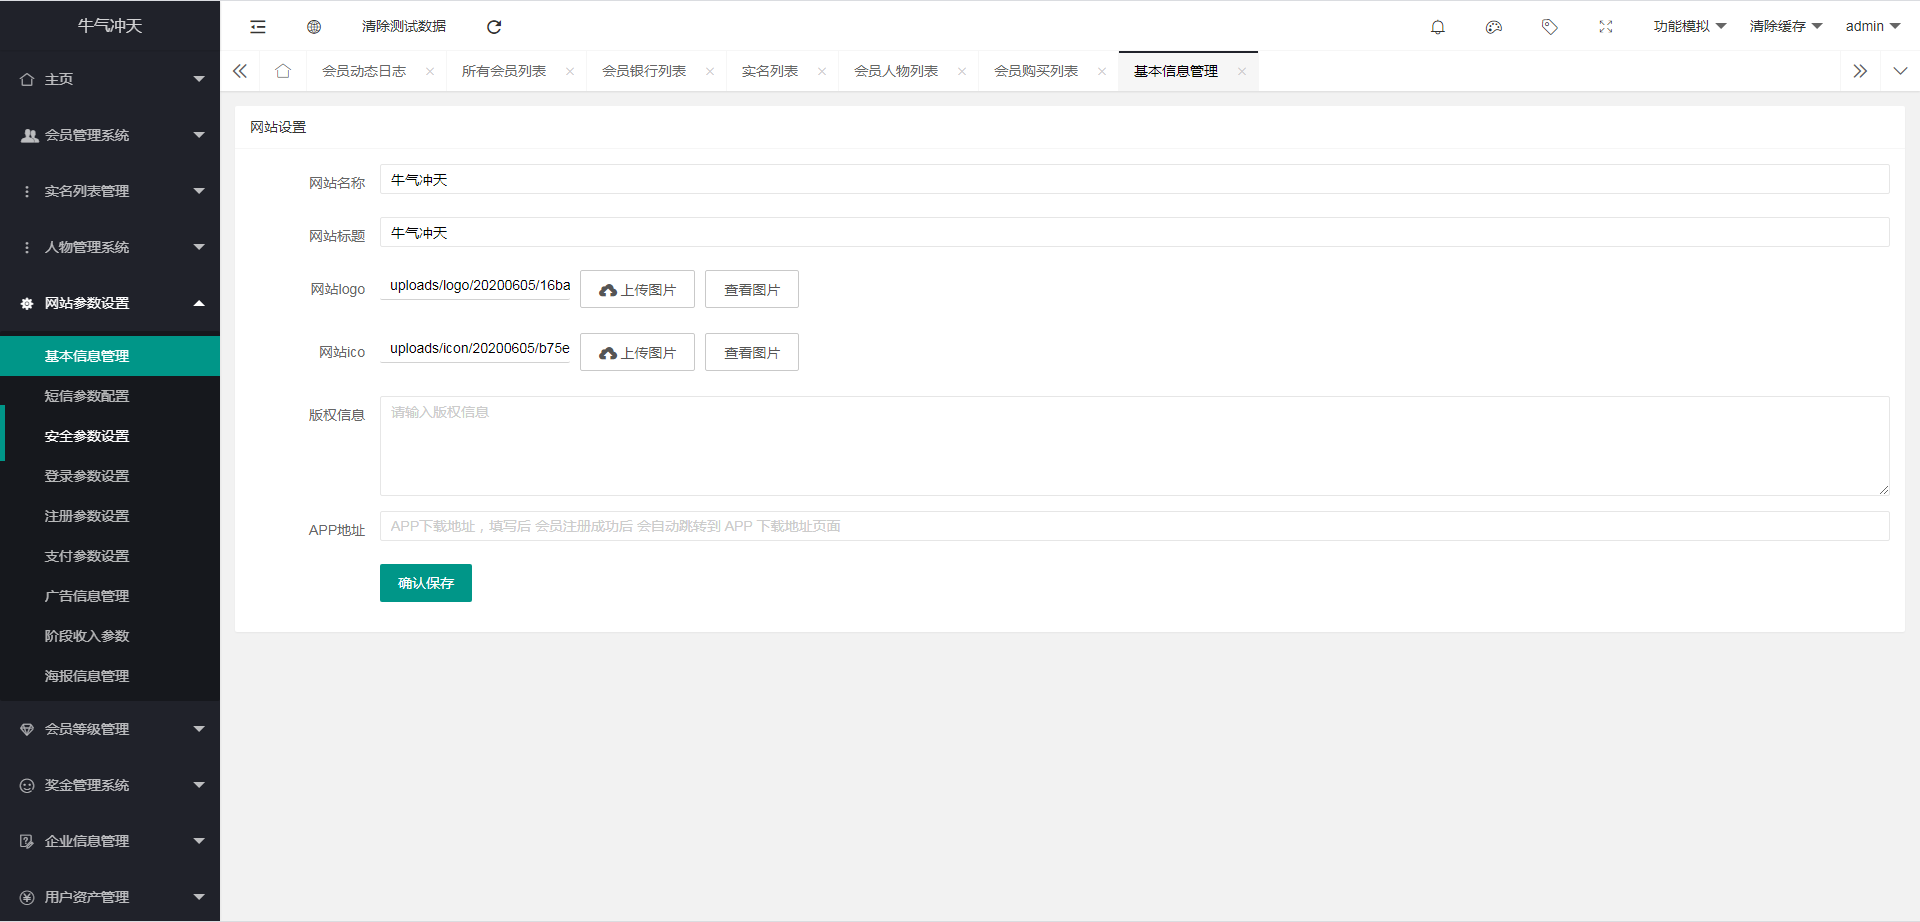 牛气冲天
清除测试数据
功能模拟
清除缓存
admin
会员动态日志
所有会员列表
会员银行列表
实名列表
会员人物列表
会员购买列表
基本信息管理
主页
会员管理系统
实名列表管理
人物管理系统
网站参数设置
基本信息管理
短信参数配置
安全参数设置
登录参数设置
注册参数设置
支付参数设置
广告信息管理
阶段收入参数
海报信息管理
会员等级管理
奖金管理系统
企业信息管理
用户资产管理
网站设置
网站名称 牛气冲天
网站标题 牛气冲天
网站logo uploads/logo/20200605/16ba 上传图片 查看图片
网站ico uploads/icon/20200605/b75e 上传图片 查看图片
版权信息 请输入版权信息
APP地址 APP下载地址，填写后 会员注册成功后 会自动跳转到 APP 下载地址页面
确认保存